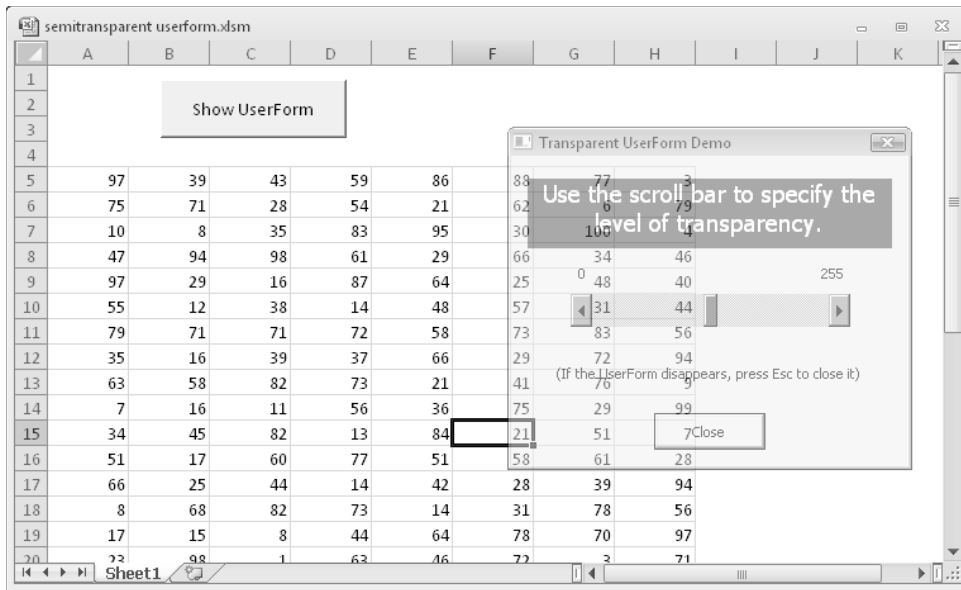 semitransparent userform.xlsm
A B C D E F G H I J K
1
2 Show UserForm
3
Transparent UserForm Demo
4
5 97 39 43 59 86 88 77 3
Use the scroll bar to specify the
6 75 71 28 54 21 62 6 79
level of transparency.
7 10 8 35 83 95 30 100 4
8 47 94 98 61 29 66 34 46
0 255
9 97 29 16 87 64 25 48 40
10 55 12 38 14 48 57 31 44
11 79 71 71 72 58 73 83 56
12 35 16 39 37 66 29 72 94
(If the UserForm disappears, press Esc to close it)
13 63 58 82 73 21 41 76 9
14 7 16 11 56 36 75 29 99
15 34 45 82 13 84 21 51 7
Close
16 51 17 60 77 51 58 61 28
17 66 25 44 14 42 28 39 94
18 8 68 82 73 14 31 78 56
19 17 15 8 44 64 78 70 97
20 23 98 1 63 46 72 3 71
Sheet1